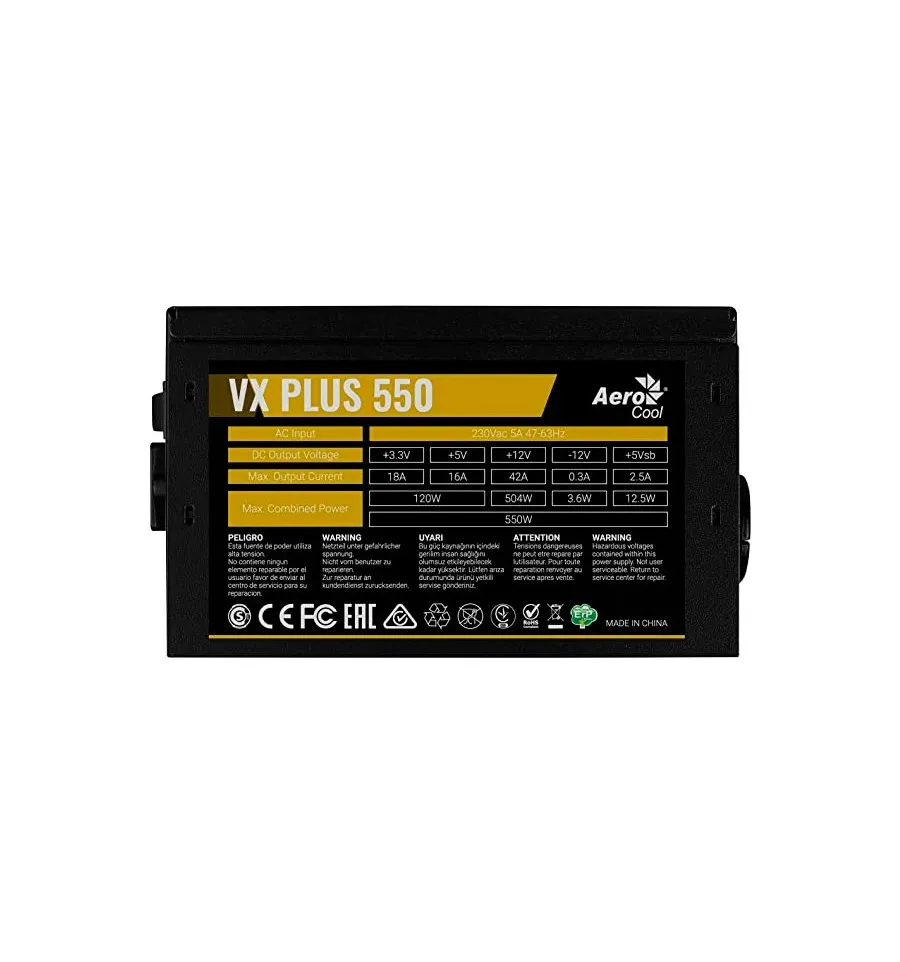 VX PLUS 550
Aero
Cool
AC Input 230Vac 5A 47-63Hz
DC Output Voltage +3.3V +5V +12V -12V +5Vsb
Max. Output Current 18A 16A 42A 0.3A 2.5A
Max. Combined Power 120W 504W 3.6W 12.5W
550W
PELIGRO
Esta fuente de poder utiliza
alta tension.
No contiene ningun
elemento reparable por el
usuario favor de enviar al
centro de servicio para su
reparacion.
WARNING
Netzteil unter gefahrlicher
spannung.
Nicht vom benutzer zu
reparieren.
Zur reparatur an
kundendienst zurucksenden.
UYARI
Bu güç kaynağının içindeki
gerilim insan sağlığını
olumsuz etkileyebilecek
kadar yüksektir. Lütfen arıza
durumunda ürünü yetkili
servise gönderiniz.
ATTENTION
Tensions dangereuses
ne peut etre repare par
lutilisateur. Pour toute
reparation renvoyer au
service apres vente.
WARNING
Hazardous voltages
contained within this
power supply. Not user
serviceable. Return to
service center for repair.
S CE FC EAC RoHS ErP
MADE IN CHINA